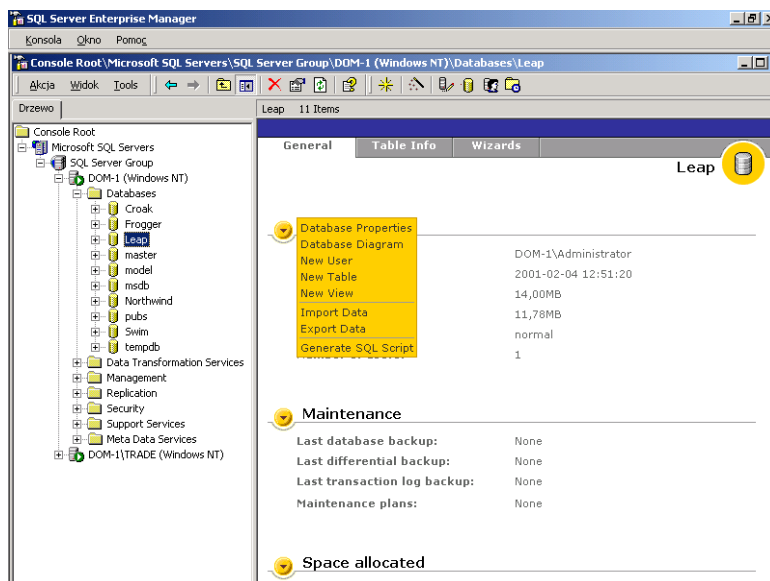 SQL Server Enterprise Manager
Konsola Okno Pomoc
Console Root\Microsoft SQL Servers\SQL Server Group\DOM-1 (Windows NT)\Databases\Leap
Akcja Widok Tools
Drzewo
Leap 11 Items
Console Root
Microsoft SQL Servers
SQL Server Group
DOM-1 (Windows NT)
Databases
Croak
Frogger
Leap
master
model
msdb
Northwind
pubs
Swim
tempdb
Data Transformation Services
Management
Replication
Security
Support Services
Meta Data Services
DOM-1\TRADE (Windows NT)
General Table Info Wizards
Leap
Database Properties
Database Diagram
New User
New Table
New View
Import Data
Export Data
Generate SQL Script
DOM-1\Administrator
2001-02-04 12:51:20
14,00MB
11,78MB
normal
1
Maintenance
Last database backup: None
Last differential backup: None
Last transaction log backup: None
Maintenance plans: None
Space allocated